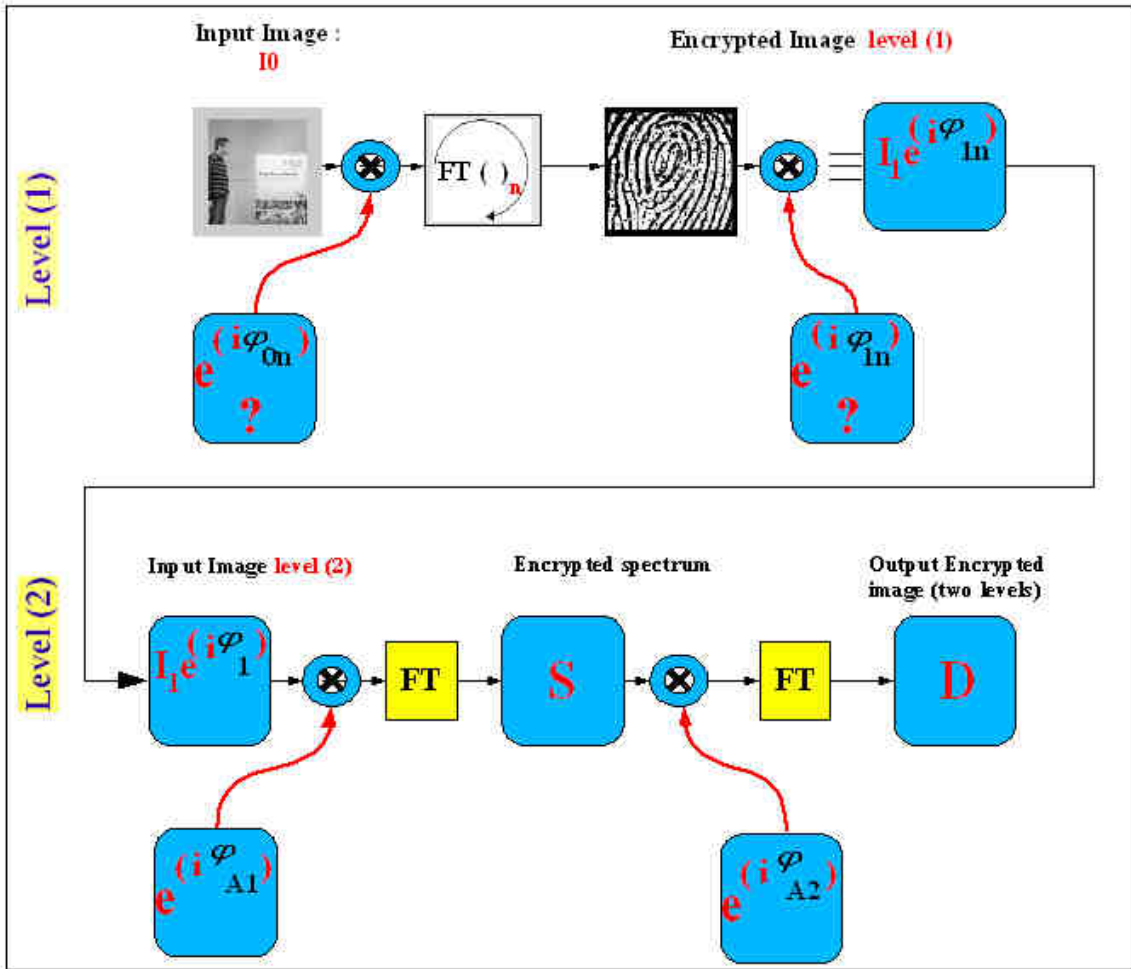 Input Image :
I0
Encrypted Image level (1)
Level (1)
FT ( )n
I1e(iφ1n)
e(iφ0n)
?
e(iφ1n)
?
Level (2)
Input Image level (2)
Encrypted spectrum
Output Encrypted
image (two levels)
I1e(iφ1)
FT
S
FT
D
e(iφA1)
e(iφA2)